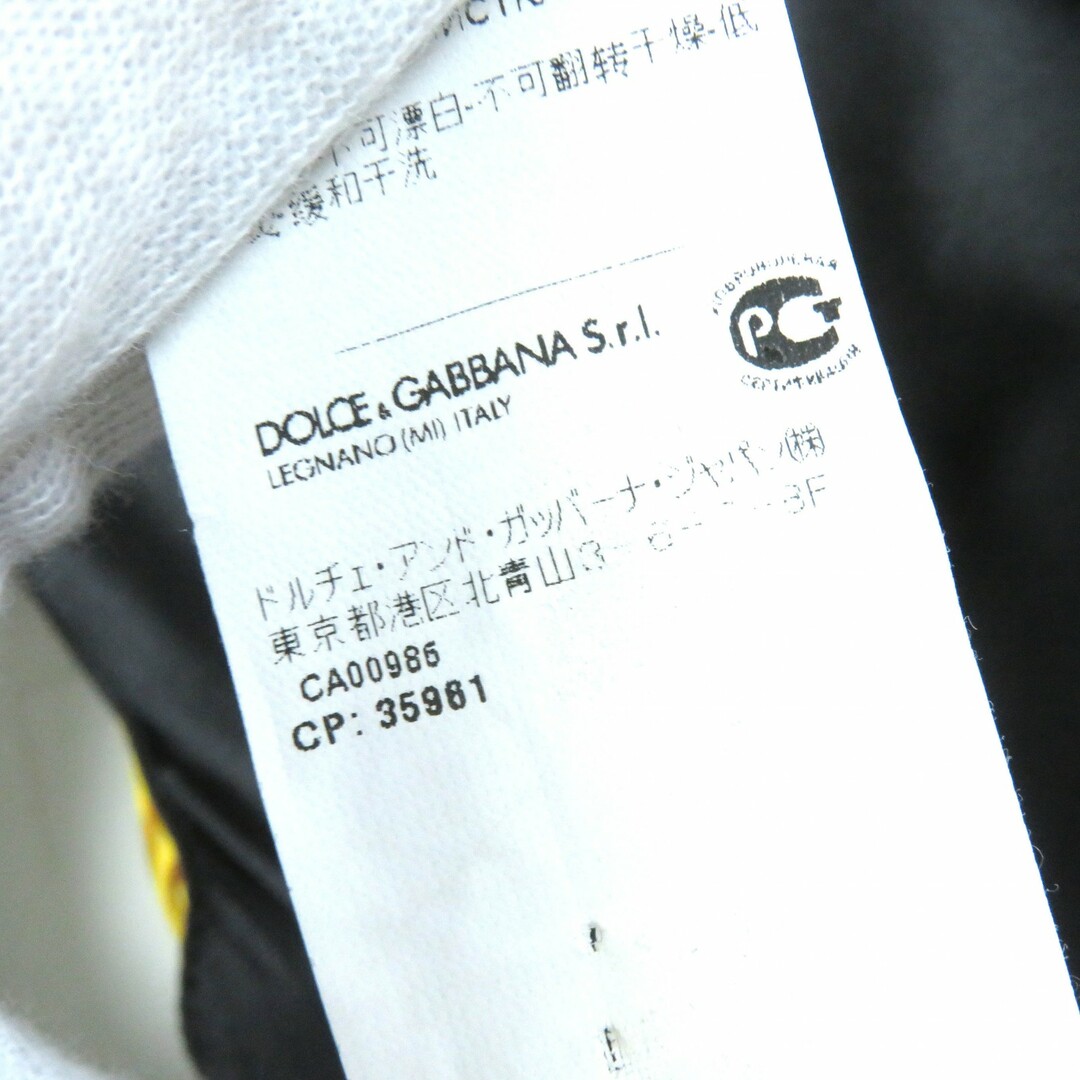 不可漂白-不可翻转干燥-低
缓和干洗
DOLCE & GABBANA S.r.l.
LEGNANO (MI) ITALY
ドルチェ・アンド・ガッバーナ・ジャパン(株)
東京都港区北青山3-6-
CA00986
CP: 35961